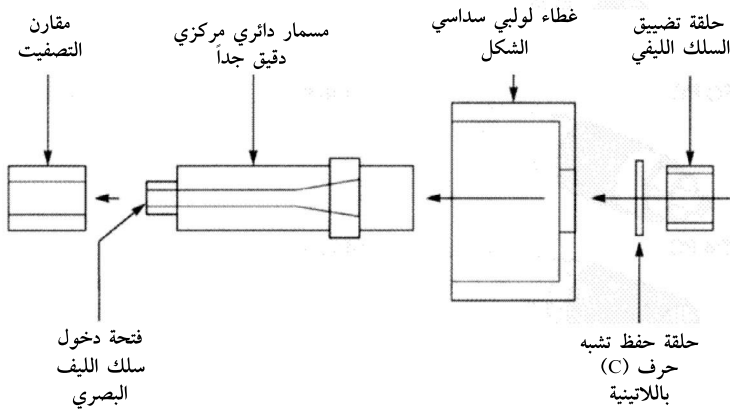 حلقة تضييق
السلك الليفي
غطاء لولبي سداسي
الشكل
مسمار دائري مركزي
دقيق جداً
مقارن
التصفيت
حلقة حفظ تشبه
حرف (C)
باللاتينية
فتحة دخول
سلك الليف
البصري